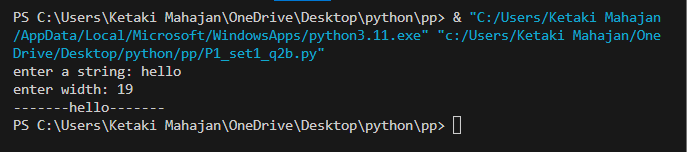 PS C:\Users\Ketaki Mahajan\OneDrive\Desktop\python\pp> & "C:/Users/Ketaki Mahajan
/AppData/Local/Microsoft/WindowsApps/python3.11.exe" "c:/Users/Ketaki Mahajan/One
Drive/Desktop/python/pp/P1_set1_q2b.py"
enter a string: hello
enter width: 19
-------hello-------
PS C:\Users\Ketaki Mahajan\OneDrive\Desktop\python\pp>